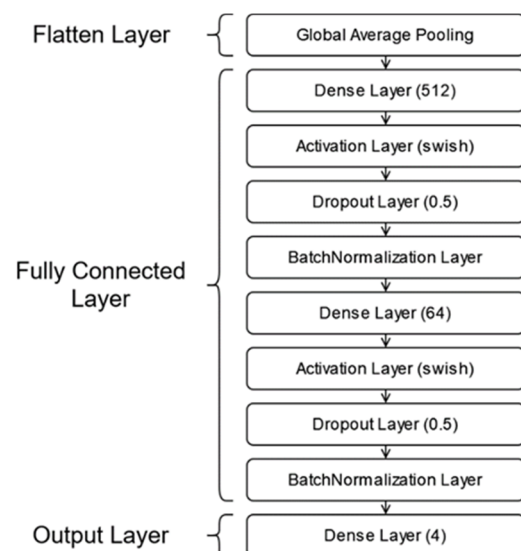 Flatten Layer
Global Average Pooling
Fully Connected
Layer
Dense Layer (512)
Activation Layer (swish)
Dropout Layer (0.5)
BatchNormalization Layer
Dense Layer (64)
Activation Layer (swish)
Dropout Layer (0.5)
BatchNormalization Layer
Output Layer
Dense Layer (4)